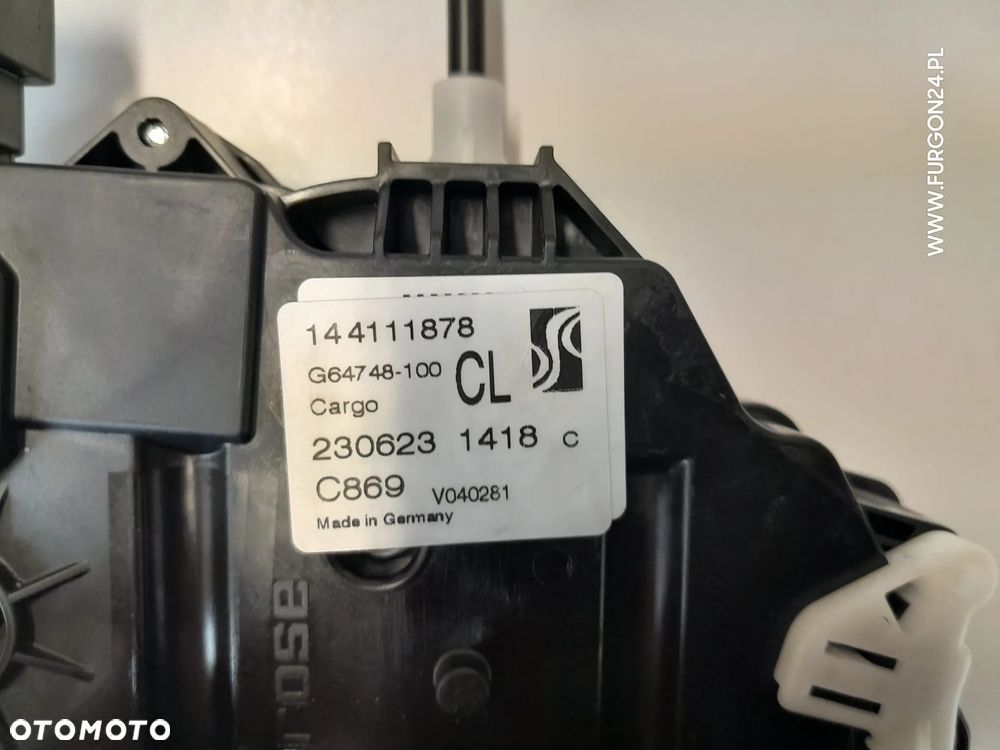 WWW.FURGON24.PL
144111878
G64748-100
CL
Cargo
230623 1418 C
C869 V040281
Made in Germany
OTOMOTO